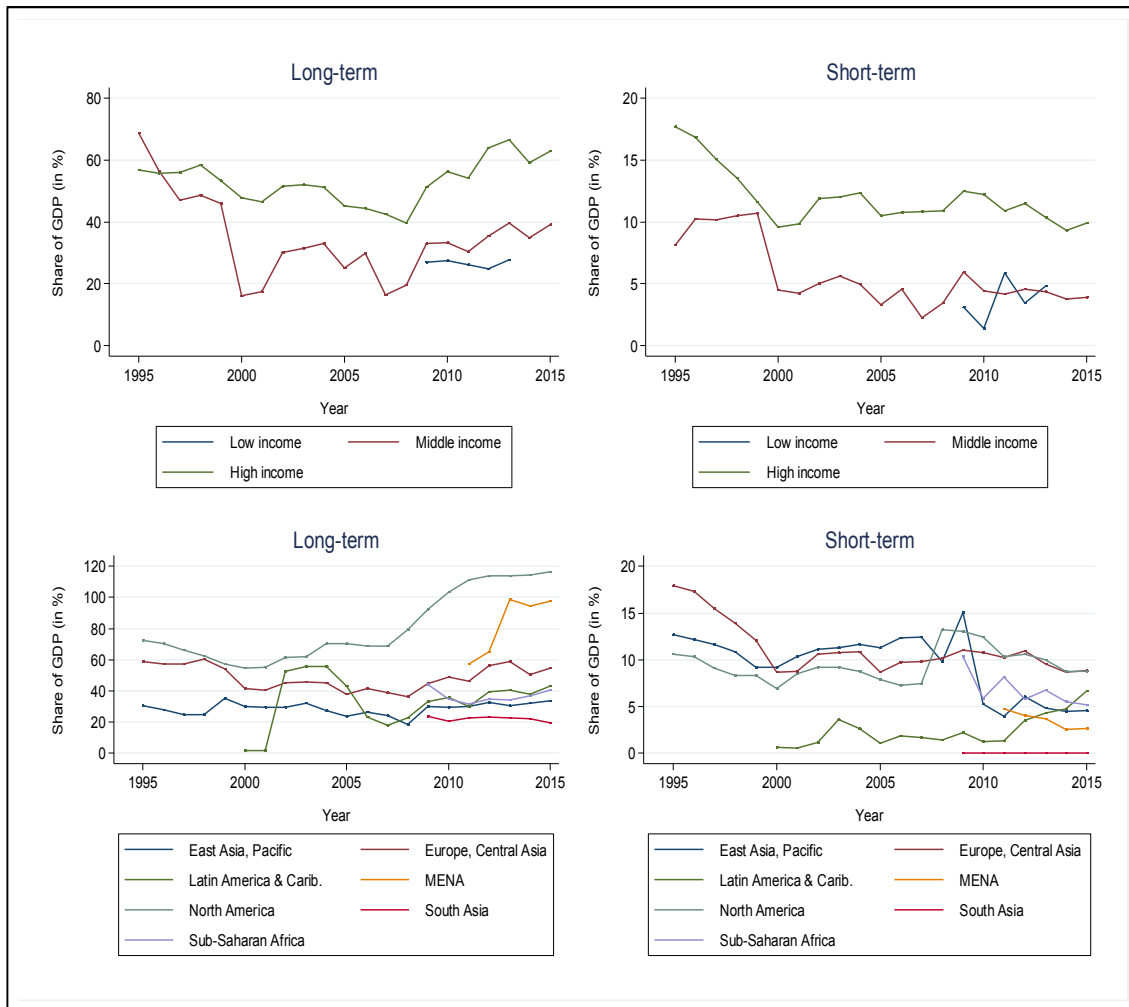 Long-term
Share of GDP (in %)
80
60
40
20
0
1995 2000 2005 2010 2015
Year
Low income Middle income
High income
Short-term
Share of GDP (in %)
20
15
10
5
0
1995 2000 2005 2010 2015
Year
Low income Middle income
High income
Long-term
Share of GDP (in %)
120
100
80
60
40
20
0
1995 2000 2005 2010 2015
Year
East Asia, Pacific Europe, Central Asia
Latin America & Carib. MENA
North America South Asia
Sub-Saharan Africa
Short-term
Share of GDP (in %)
20
15
10
5
0
1995 2000 2005 2010 2015
Year
East Asia, Pacific Europe, Central Asia
Latin America & Carib. MENA
North America South Asia
Sub-Saharan Africa